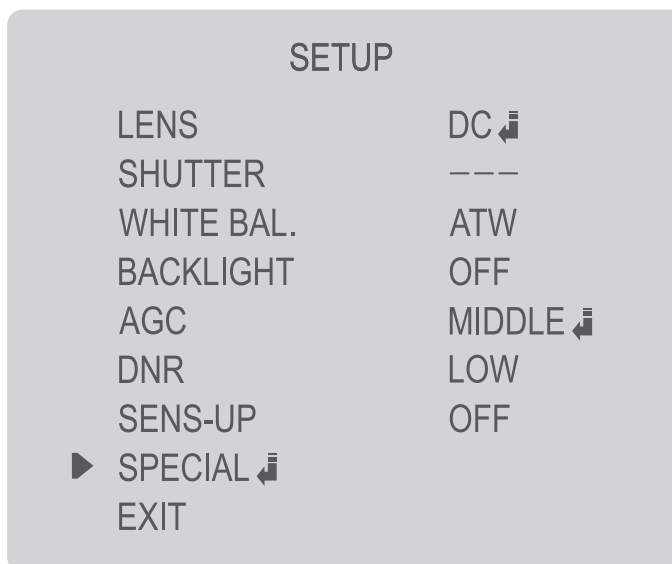 SETUP
LENS DC
SHUTTER ---
WHITE BAL. ATW
BACKLIGHT OFF
AGC MIDDLE
DNR LOW
SENS-UP OFF
SPECIAL
EXIT